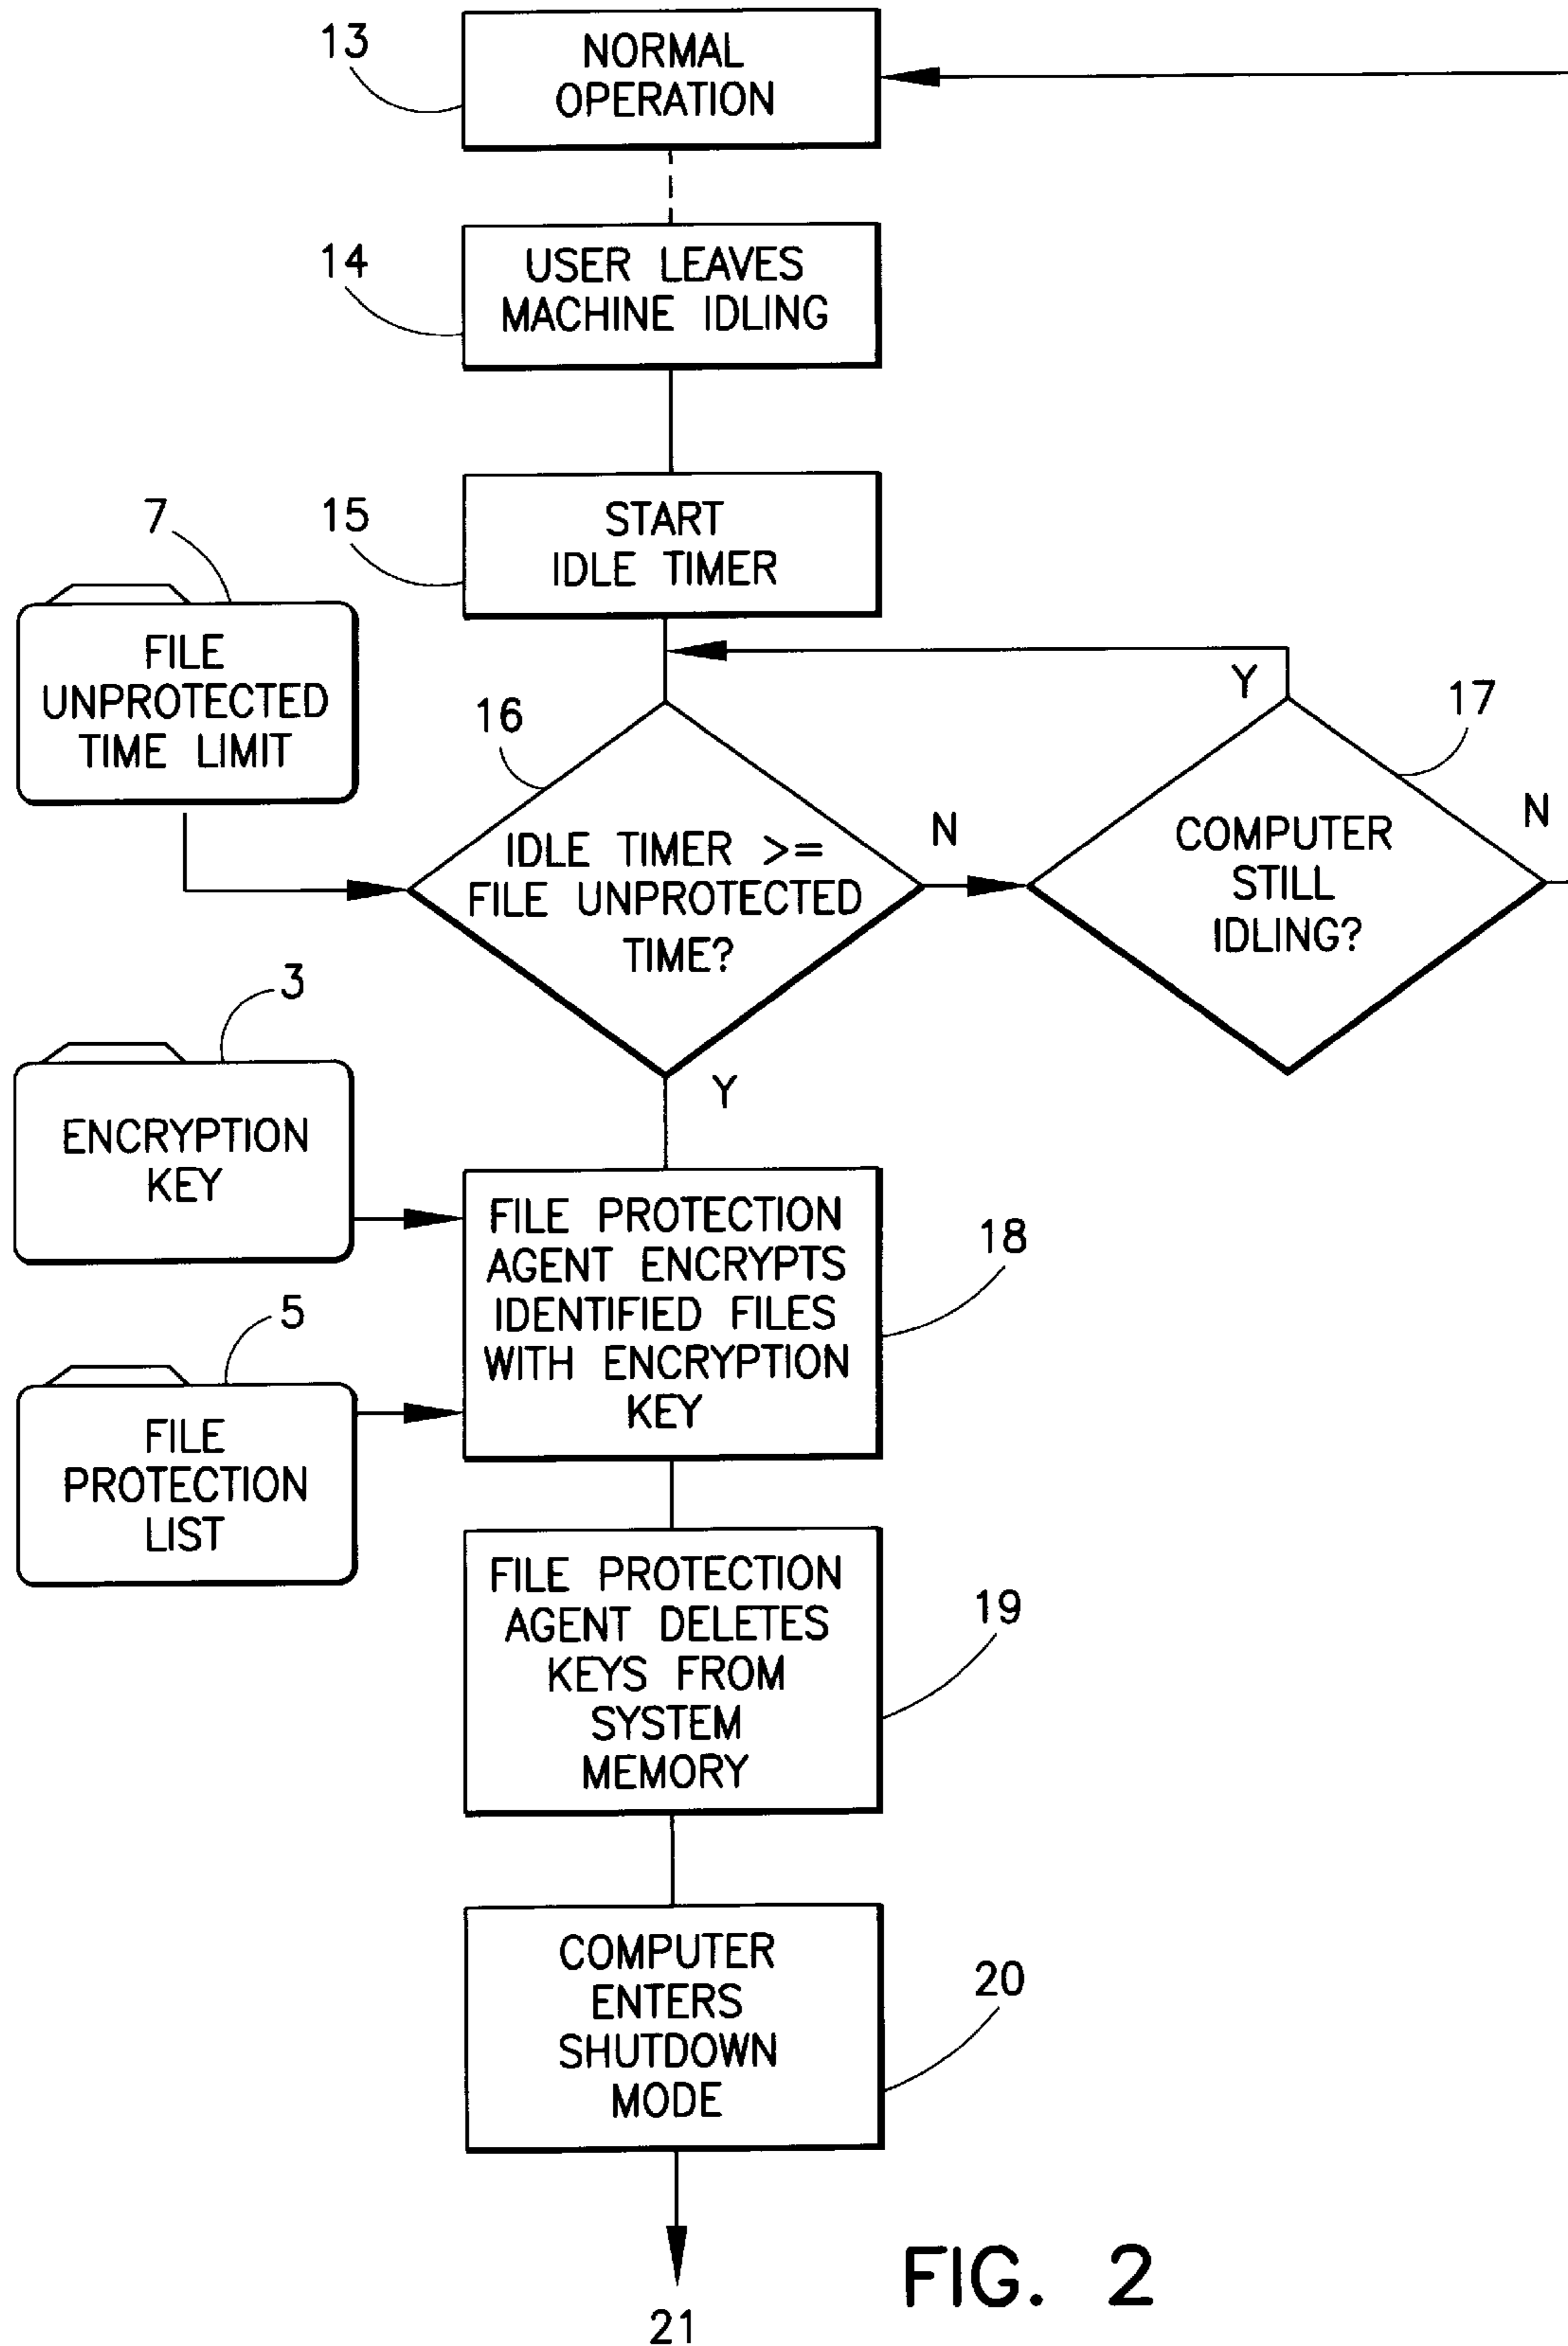 13
NORMAL
OPERATION
14
USER LEAVES
MACHINE IDLING
7
15
START
IDLE TIMER
FILE
UNPROTECTED
TIME LIMIT
16
Y
17
IDLE TIMER >=
FILE UNPROTECTED
TIME?
N
COMPUTER
STILL
IDLING?
N
3
Y
ENCRYPTION
KEY
FILE PROTECTION
AGENT ENCRYPTS
IDENTIFIED FILES
WITH ENCRYPTION
KEY
18
5
FILE
PROTECTION
LIST
FILE PROTECTION
AGENT DELETES
KEYS FROM
SYSTEM
MEMORY
19
COMPUTER
ENTERS
SHUTDOWN
MODE
20
21
FIG. 2